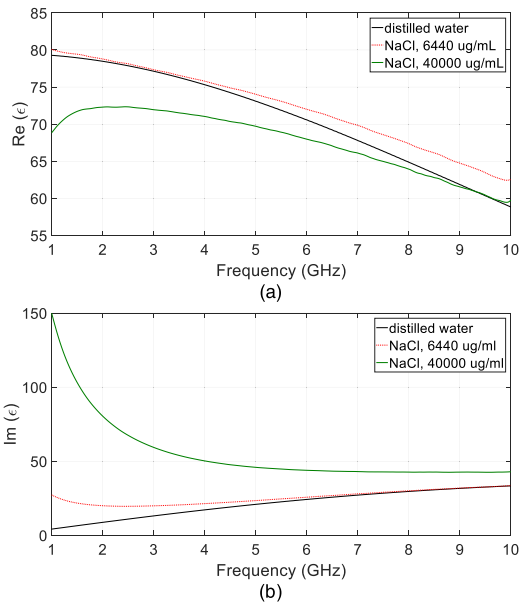 85
80
75
70
65
60
55
Re (ϵ)
distilled water
NaCl, 6440 ug/mL
NaCl, 40000 ug/mL
1 2 3 4 5 6 7 8 9 10
Frequency (GHz)
(a)
150
100
50
0
Im (ϵ)
distilled water
NaCl, 6440 ug/ml
NaCl, 40000 ug/ml
1 2 3 4 5 6 7 8 9 10
Frequency (GHz)
(b)